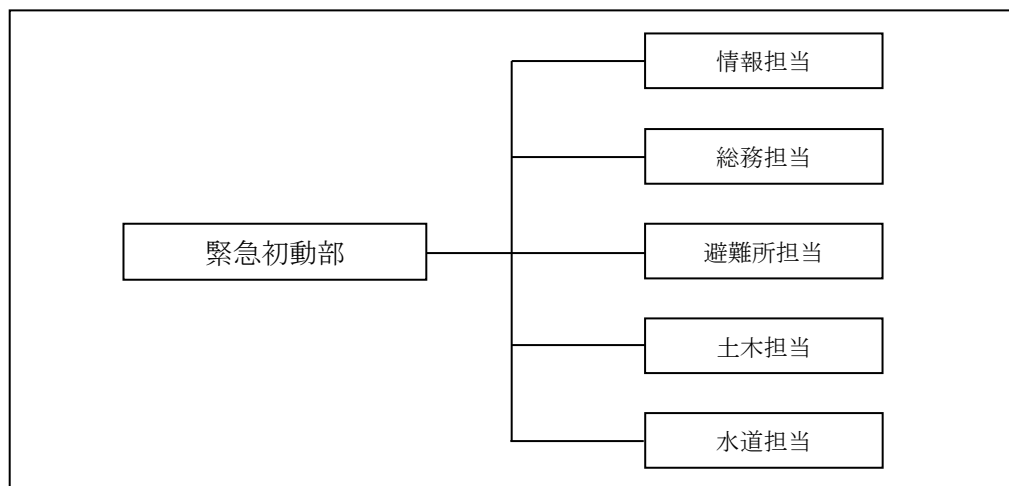 情報担当
総務担当
緊急初動部
避難所担当
土木担当
水道担当